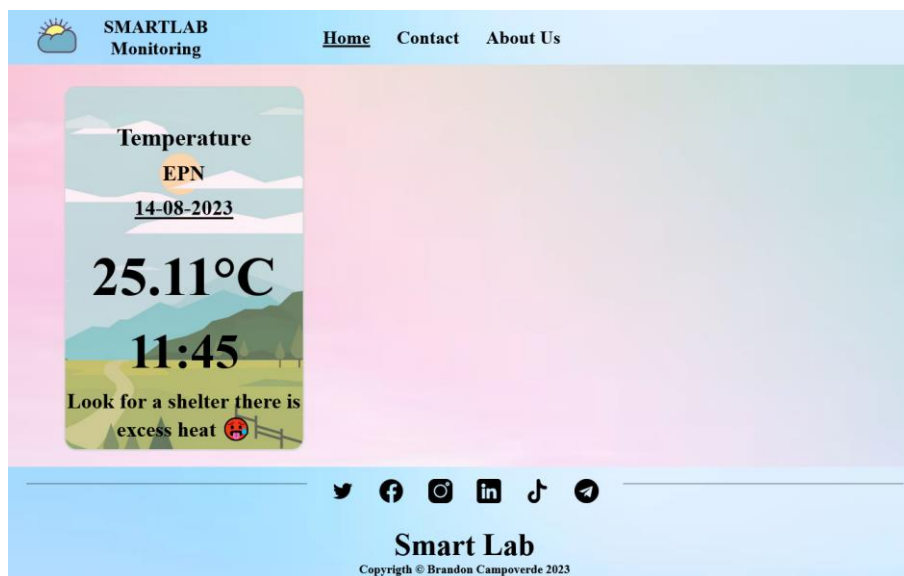 SMARTLAB
Monitoring
Home Contact About Us
Temperature
EPN
14-08-2023
25.11°C
11:45
Look for a shelter there is
excess heat 🥵
Smart Lab
Copyrigth © Brandon Campoverde 2023